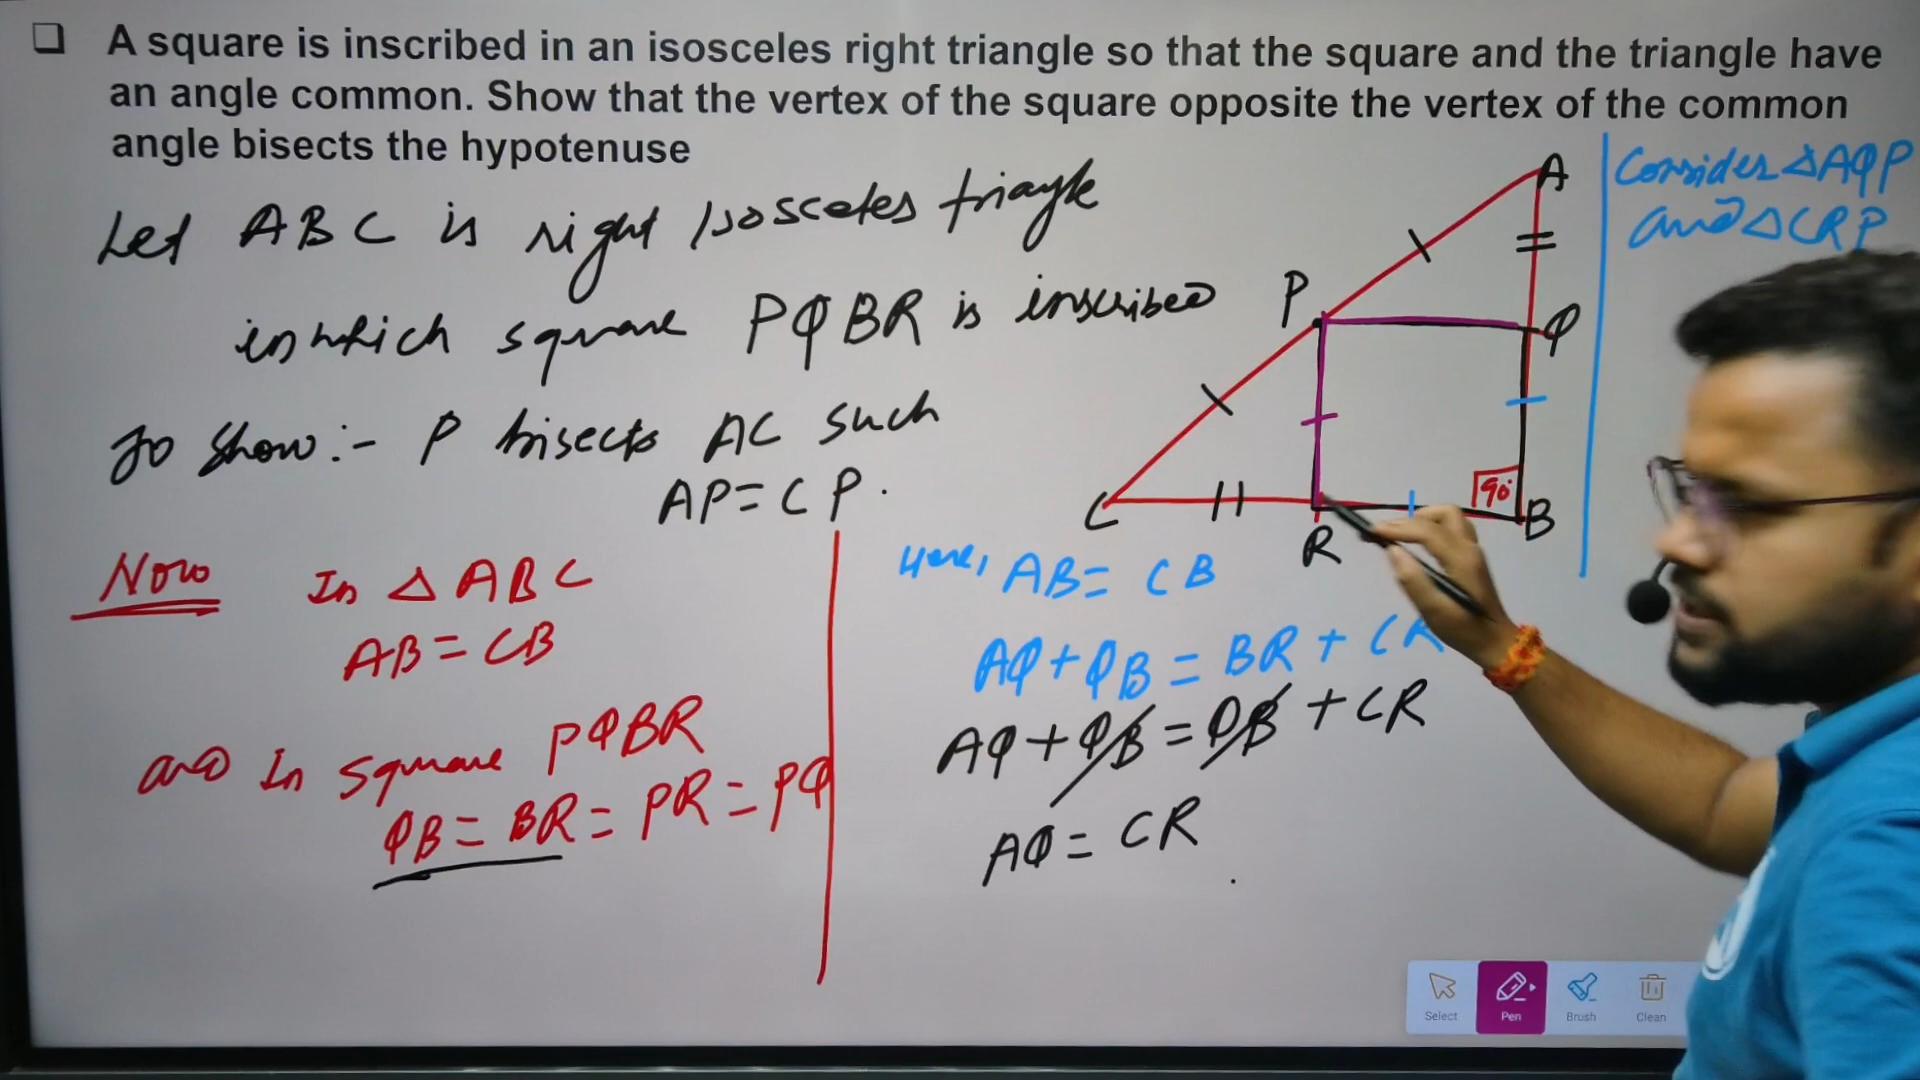 A square is inscribed in an isosceles right triangle so that the square and the triangle have
an angle common. Show that the vertex of the square opposite the vertex of the common
angle bisects the hypotenuse
Let ABC is right Isosceles triangle
in which square PQBR is inscribed
To Show:- P bisects AC such
AP=CP.
Now In △ABC
AB=CB
and In square PQBR
QB=BR=PR=PQ
A
P
Q
90°
C
R
B
Here, AB=CB
AQ+QB=BR+CR
AQ+QB=QB+CR
AQ=CR
Consider △AQP
and △CRP
Select
Pen
Brush
Clean